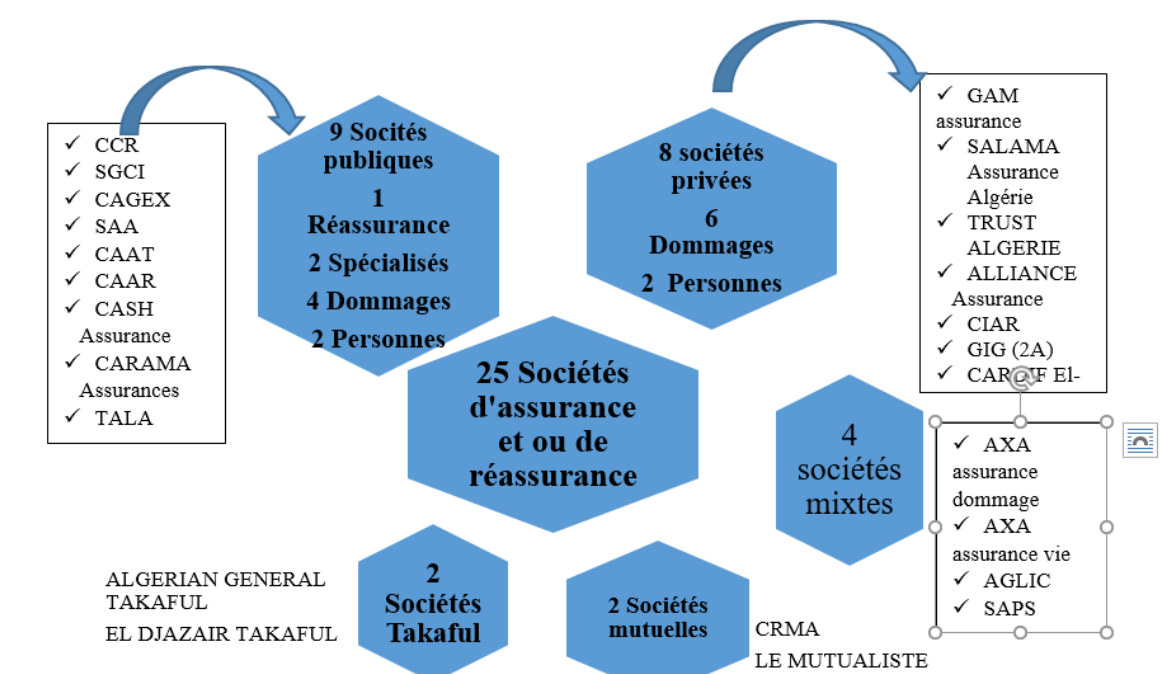 CCR
SGCI
CAGEX
SAA
CAAT
CAAR
CASH
Assurance
CARAMA
Assurances
TALA
9 Socités
publiques
1
Réassurance
2 Spécialisés
4 Dommages
2 Personnes
8 sociétés
privées
6
Dommages
2 Personnes
GAM
assurance
SALAMA
Assurance
Algérie
TRUST
ALGERIE
ALLIANCE
Assurance
CIAR
GIG (2A)
CARDIF El-
25 Sociétés
d'assurance
et ou de
réassurance
4
sociétés
mixtes
AXA
assurance
dommage
AXA
assurance vie
AGLIC
SAPS
ALGERIAN GENERAL
TAKAFUL
EL DJAZAIR TAKAFUL
2
Sociétés
Takaful
2 Sociétés
mutuelles
CRMA
LE MUTUALISTE